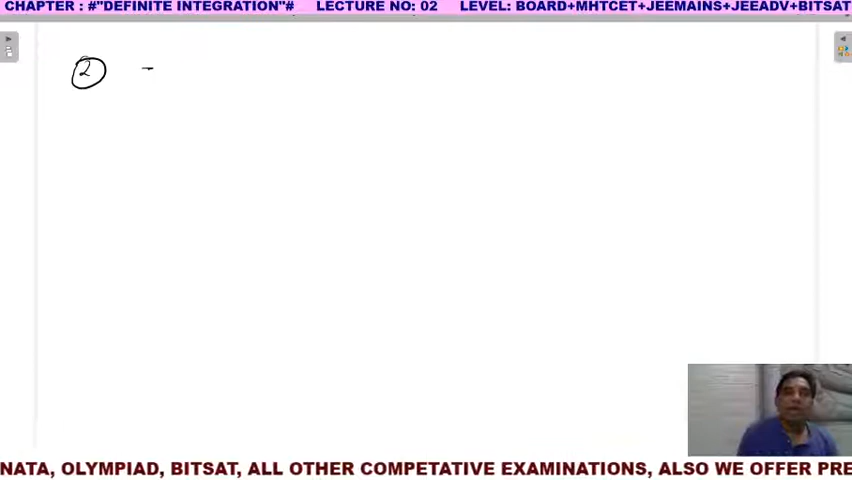 CHAPTER : #"DEFINITE INTEGRATION"# LECTURE NO: 02 LEVEL: BOARD+MHTCET+JEEMAINS+JEEADV+BITSAT
2 -
NATA, OLYMPIAD, BITSAT, ALL OTHER COMPETATIVE EXAMINATIONS, ALSO WE OFFER PRE